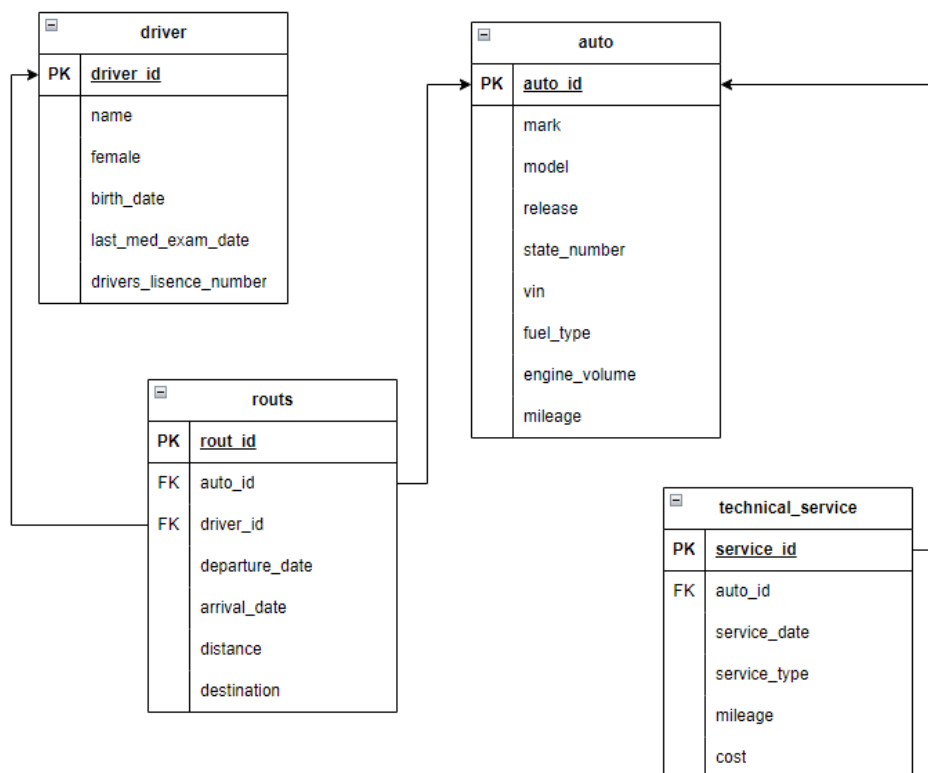 driver
PK driver_id
name
female
birth_date
last_med_exam_date
drivers_lisence_number
auto
PK auto_id
mark
model
release
state_number
vin
fuel_type
engine_volume
mileage
routs
PK rout_id
FK auto_id
FK driver_id
departure_date
arrival_date
distance
destination
technical_service
PK service_id
FK auto_id
service_date
service_type
mileage
cost